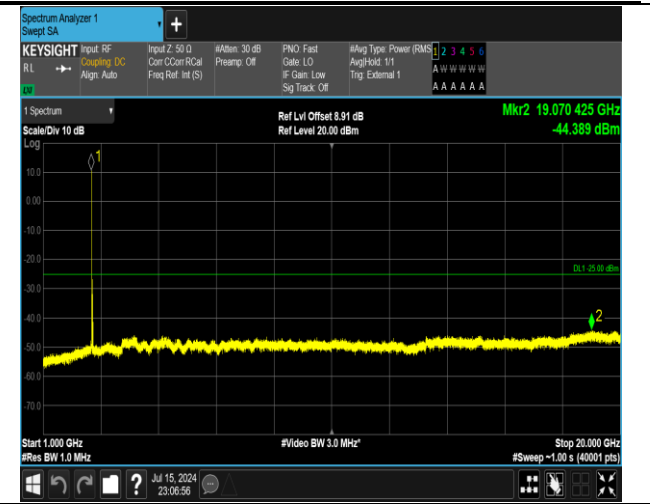 Spectrum Analyzer 1
Swept SA
KEYSIGHT Input: RF Input Z: 50 Ω #Atten: 30 dB PNO: Fast #Avg Type: Power (RMS 1 2 3 4 5 6
RL Coupling: DC Corr CCorr RCal Preamp: Off Gate: LO Avg|Hold: 1/1 A W W W W W
Align: Auto Freq Ref: Int (S) IF Gain: Low Trig: External 1
Sig Track: Off A A A A A A
LXI
1 Spectrum Ref Lvl Offset 8.91 dB Mkr2 19.070 425 GHz
Scale/Div 10 dB Ref Level 20.00 dBm -44.389 dBm
Log
1
10.0
0.00
-10.0
-20.0
DL1 -25.00 dBm
-30.0
-40.0
2
-50.0
-60.0
-70.0
Start 1.000 GHz #Video BW 3.0 MHz* Stop 20.000 GHz
#Res BW 1.0 MHz #Sweep ~1.00 s (40001 pts)
? Jul 15, 2024
23:06:56